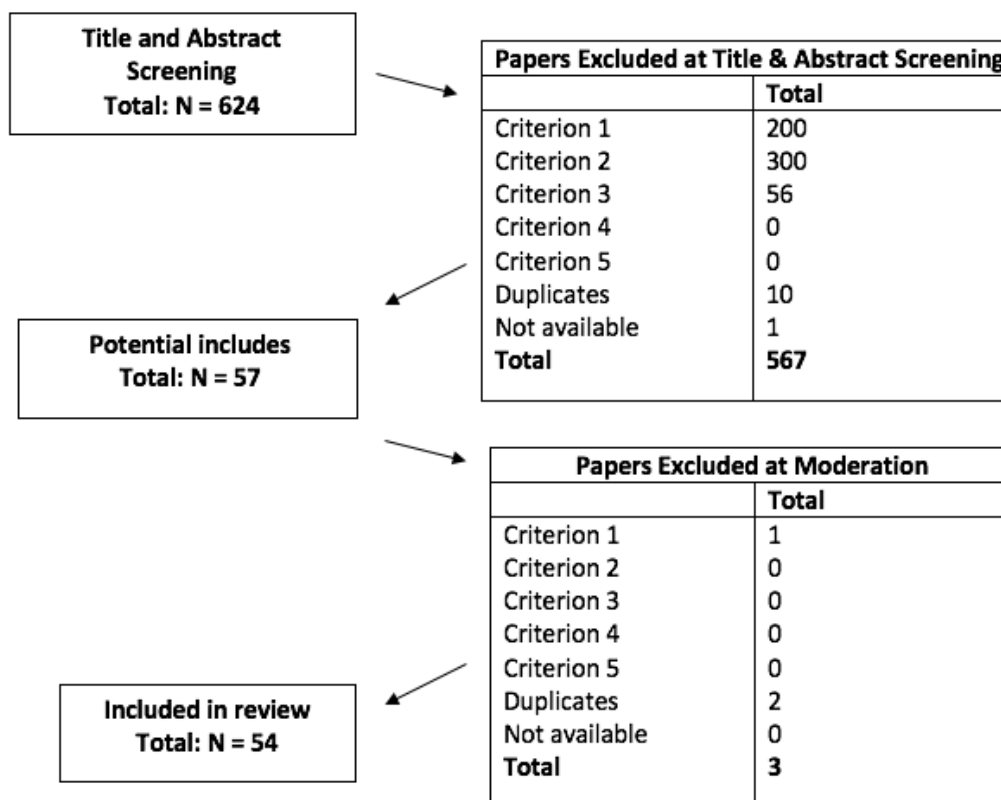 Title and Abstract
Screening
Total: N = 624
Papers Excluded at Title & Abstract Screening
Total
Criterion 1 200
Criterion 2 300
Criterion 3 56
Criterion 4 0
Criterion 5 0
Duplicates 10
Not available 1
Total 567
Potential includes
Total: N = 57
Papers Excluded at Moderation
Total
Criterion 1 1
Criterion 2 0
Criterion 3 0
Criterion 4 0
Criterion 5 0
Duplicates 2
Not available 0
Total 3
Included in review
Total: N = 54